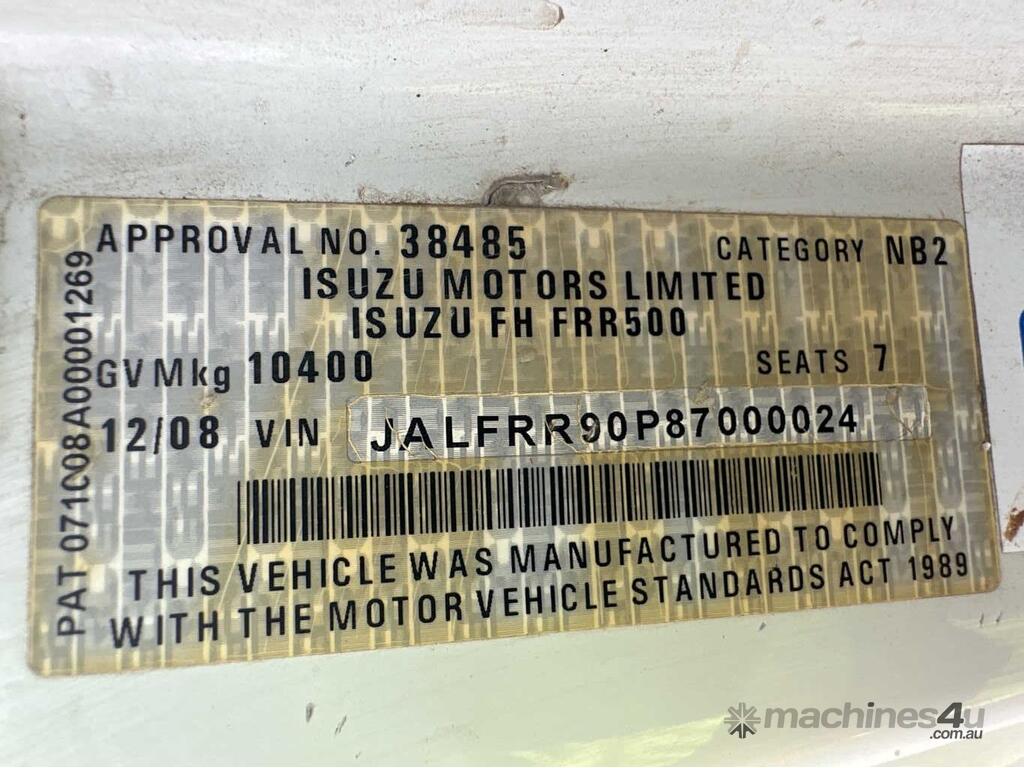 APPROVAL NO. 38485 CATEGORY NB2
ISUZU MOTORS LIMITED
ISUZU FH FRR500
GVMkg 10400 SEATS 7
12/08 VIN JALFRR90P87000024
THIS VEHICLE WAS MANUFACTURED TO COMPLY
WITH THE MOTOR VEHICLE STANDARDS ACT 1989
PAT 071C08A00001269
machines4u
.com.au